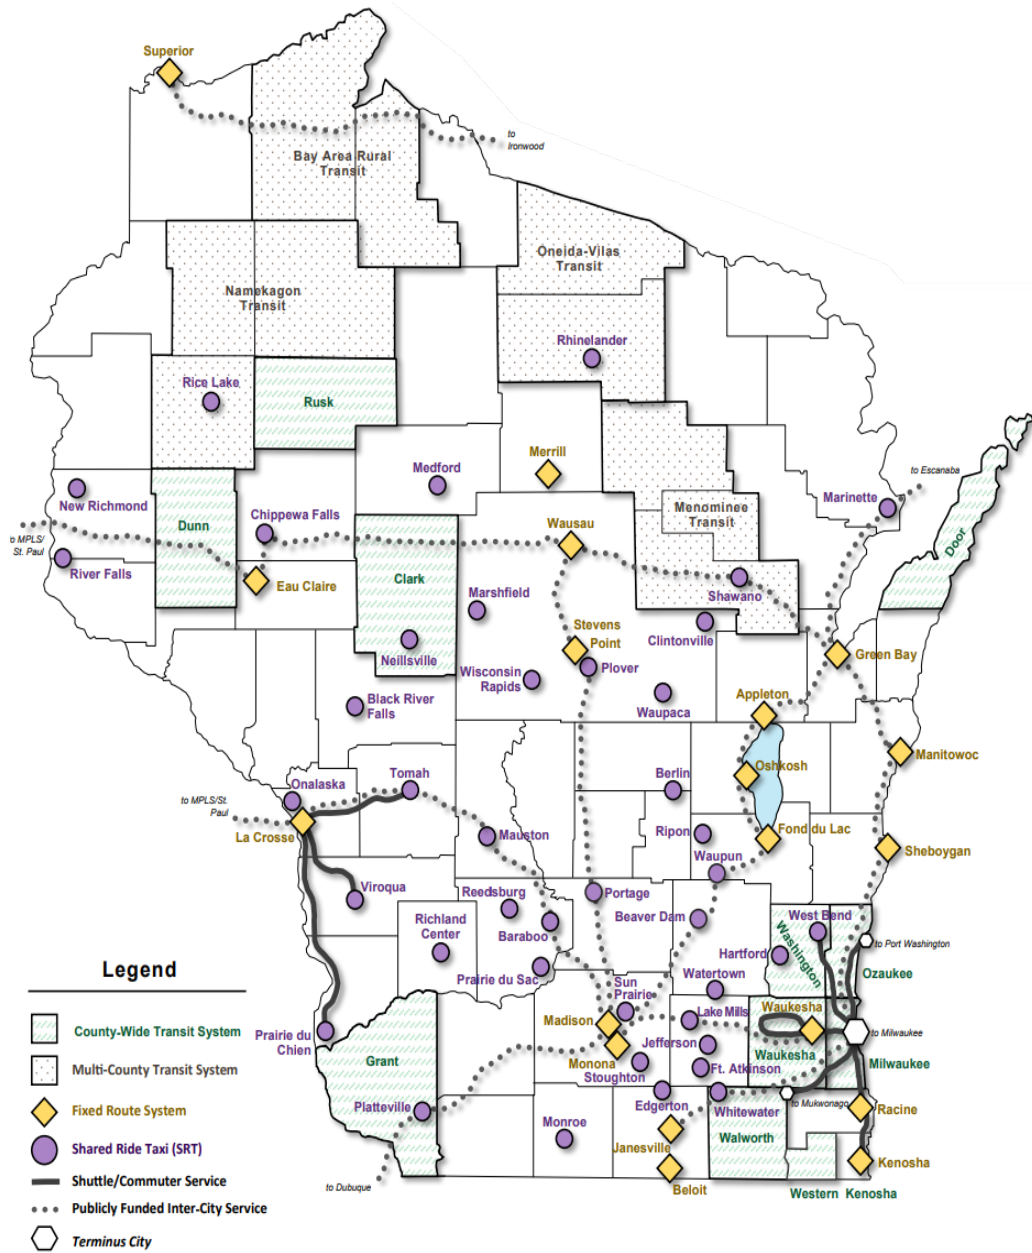 Superior
to
Ironwood
Bay Area Rural
Transit
Oneida-Vilas
Transit
Namekagon
Transit
Rhinelander
Rice Lake
Rusk
Merrill
Medford
to Escanaba
New Richmond
Marinette
Menominee
Transit
Chippewa Falls
Dunn
Wausau
to MPLS/
St. Paul
Door
River Falls
Eau Claire
Clark
Shawano
Marshfield
Stevens
Point
Clintonville
Neillsville
Green Bay
Wisconsin
Rapids
Plover
Appleton
Black River
Falls
Waupaca
Manitowoc
Oshkosh
Berlin
Onalaska
Tomah
to MPLS/St.
Paul
La Crosse
Mauston
Ripon
Fond du Lac
Sheboygan
Waupun
Viroqua
Reedsburg
Portage
Richland
Center
Baraboo
Beaver Dam
West Bend
Washington
Hartford
to Port Washington
Ozaukee
Prairie du Sac
Watertown
Sun
Prairie
Lake Mills
Waukesha
Madison
to Milwaukee
Prairie du
Chien
Jefferson
Waukesha
Milwaukee
Monona
Stoughton
Ft. Atkinson
Grant
Edgerton
Whitewater
to Mukwonago
Platteville
Racine
Monroe
Janesville
Walworth
Kenosha
to Dubuque
Beloit
Western Kenosha
Legend
County-Wide Transit System
Multi-County Transit System
Fixed Route System
Shared Ride Taxi (SRT)
Shuttle/Commuter Service
Publicly Funded Inter-City Service
Terminus City